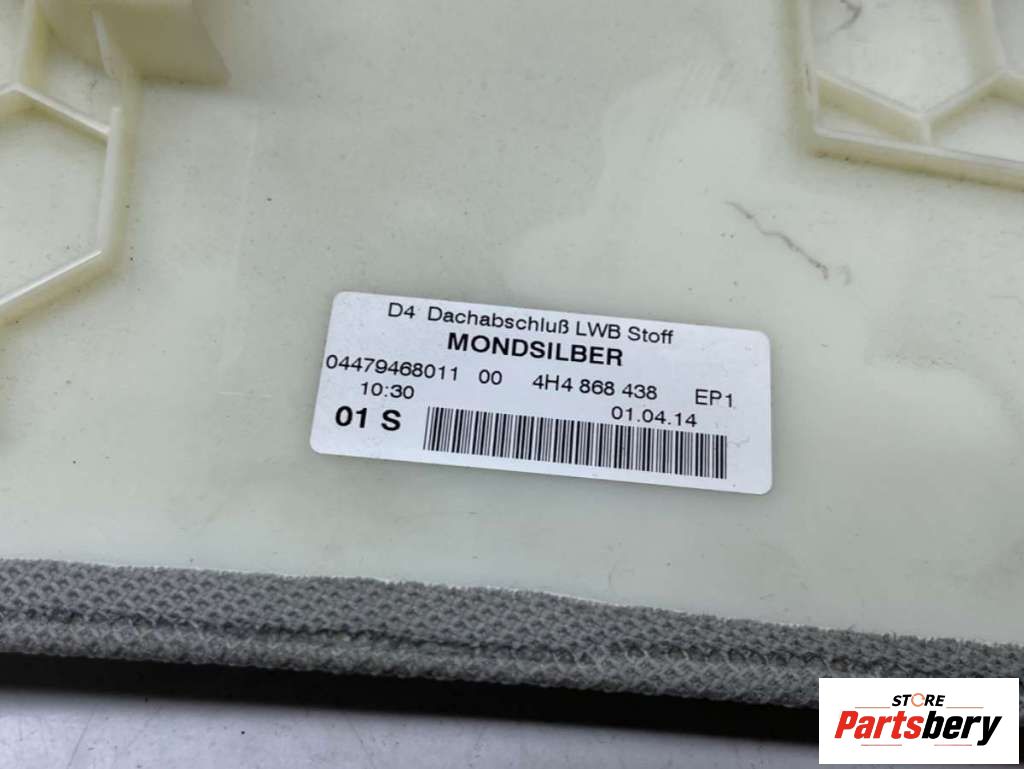 D4 Dachabschluß LWB Stoff
MONDSILBER
04479468011 00 4H4 868 438 EP1
10:30 01.04.14
01 S
STORE
Partsbery